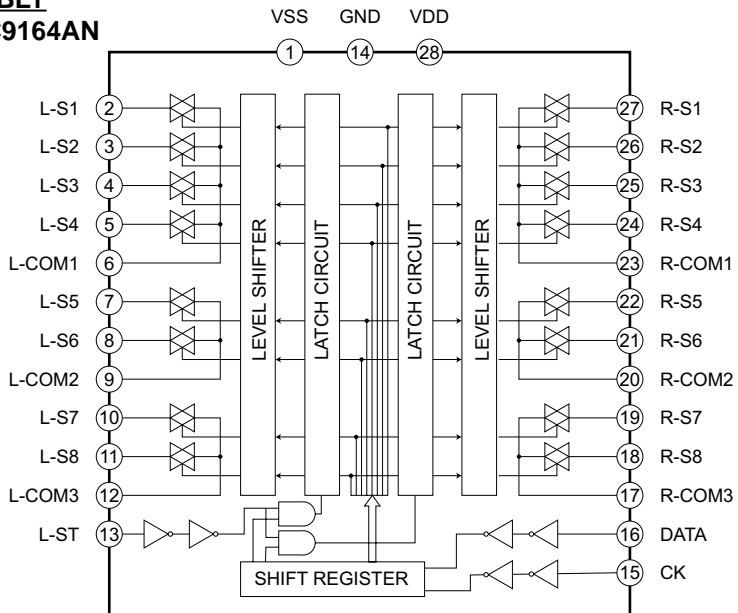 C9164AN
VSS GND VDD
1 14 28
L-S1 2 27 R-S1
L-S2 3 26 R-S2
L-S3 4 25 R-S3
L-S4 5 24 R-S4
L-COM1 6 23 R-COM1
L-S5 7 22 R-S5
L-S6 8 21 R-S6
L-COM2 9 20 R-COM2
L-S7 10 19 R-S7
L-S8 11 18 R-S8
L-COM3 12 17 R-COM3
L-ST 13 16 DATA
15 CK
LEVEL SHIFTER
LATCH CIRCUIT
LATCH CIRCUIT
LEVEL SHIFTER
SHIFT REGISTER